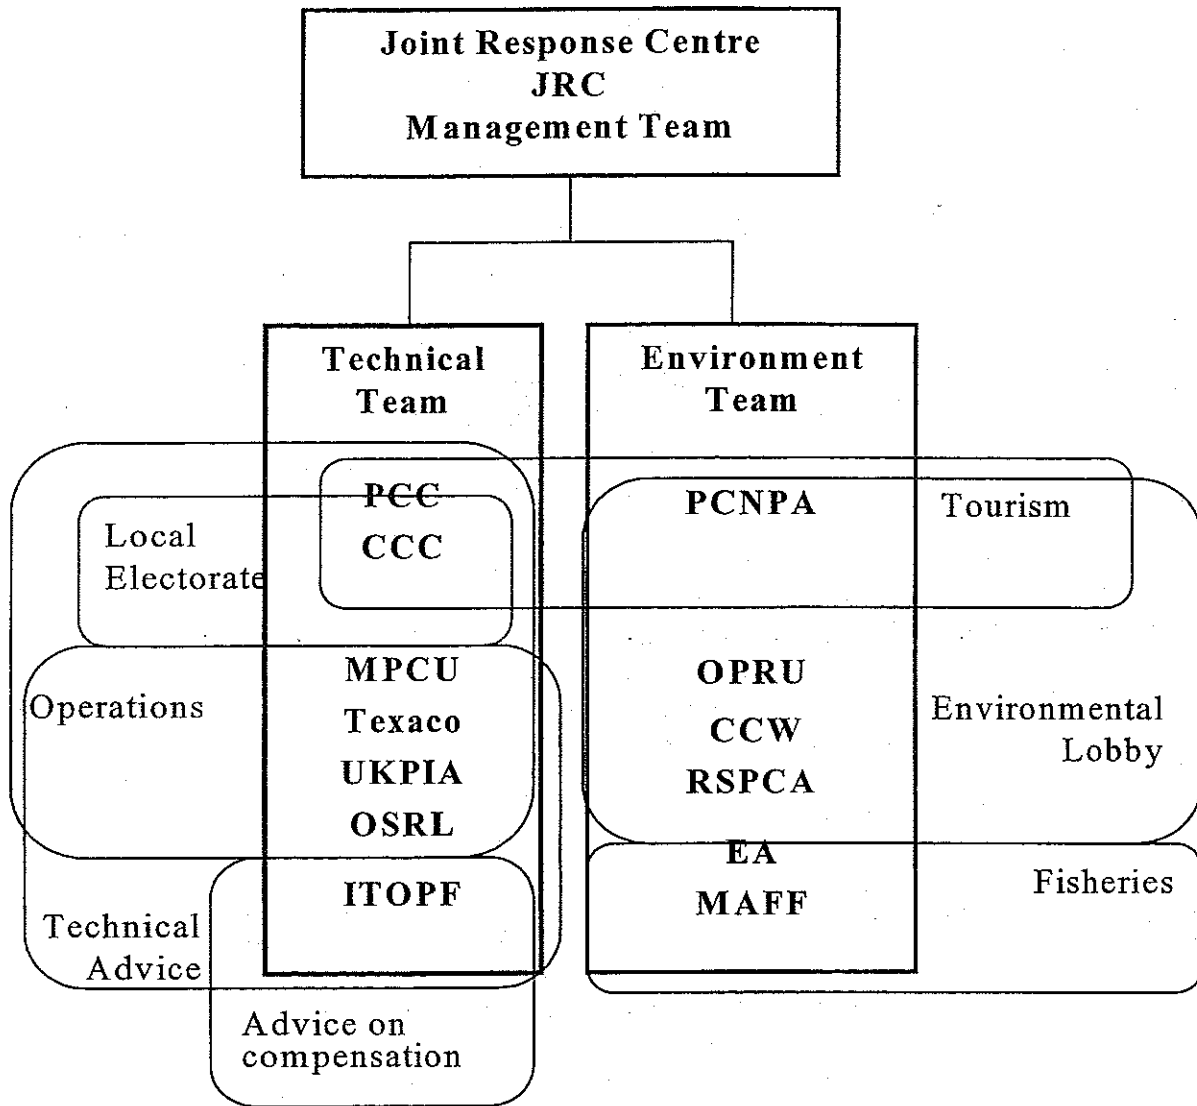 Joint Response Centre
JRC
Management Team
Technical
Team
Environment
Team
PCC
CCC
Local
Electorate
PCNPA
Tourism
Operations
MPCU
Texaco
UKPIA
OSRL
OPRU
CCW
RSPCA
Environmental
Lobby
ITOPF
EA
MAFF
Fisheries
Technical
Advice
Advice on
compensation